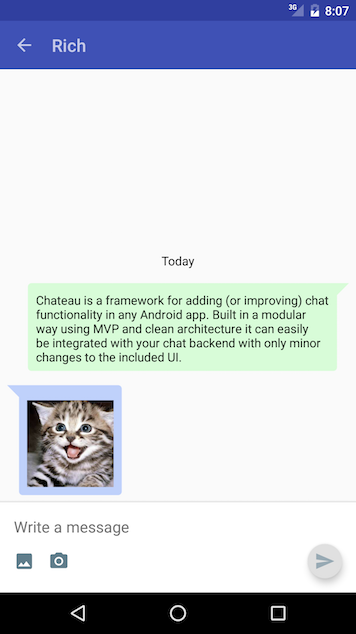 3G 8:07
Rich
Today
Chateau is a framework for adding (or improving) chat
functionality in any Android app. Built in a modular
way using MVP and clean architecture it can easily
be integrated with your chat backend with only minor
changes to the included UI.
Write a message